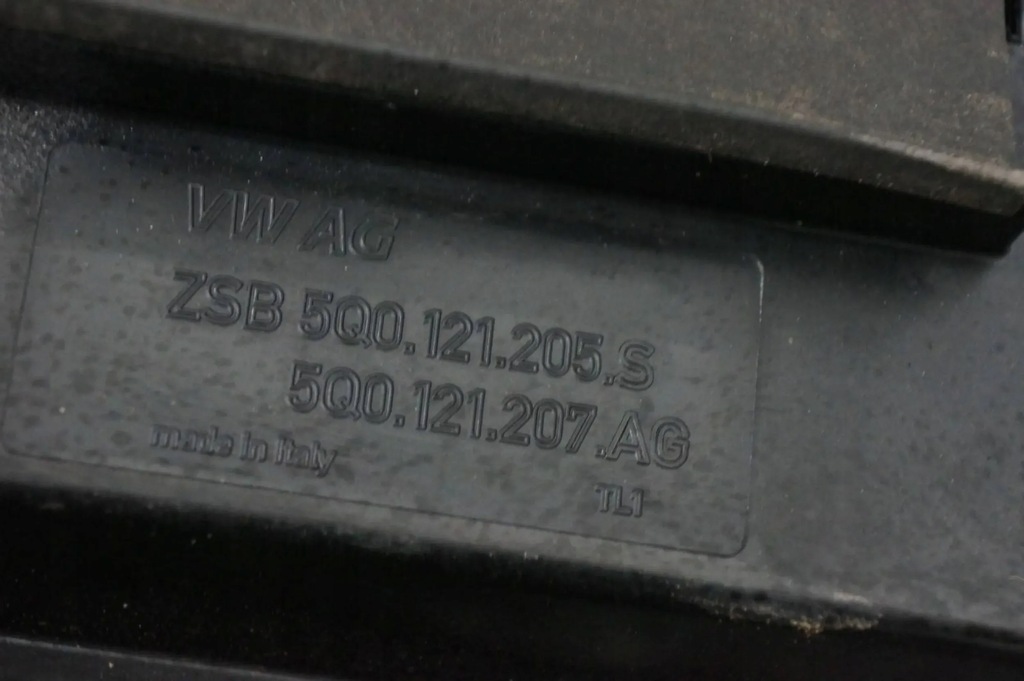 VW AG
ZSB 5Q0.121.205.S
5Q0.121.207.AG
made in Italy
TL1